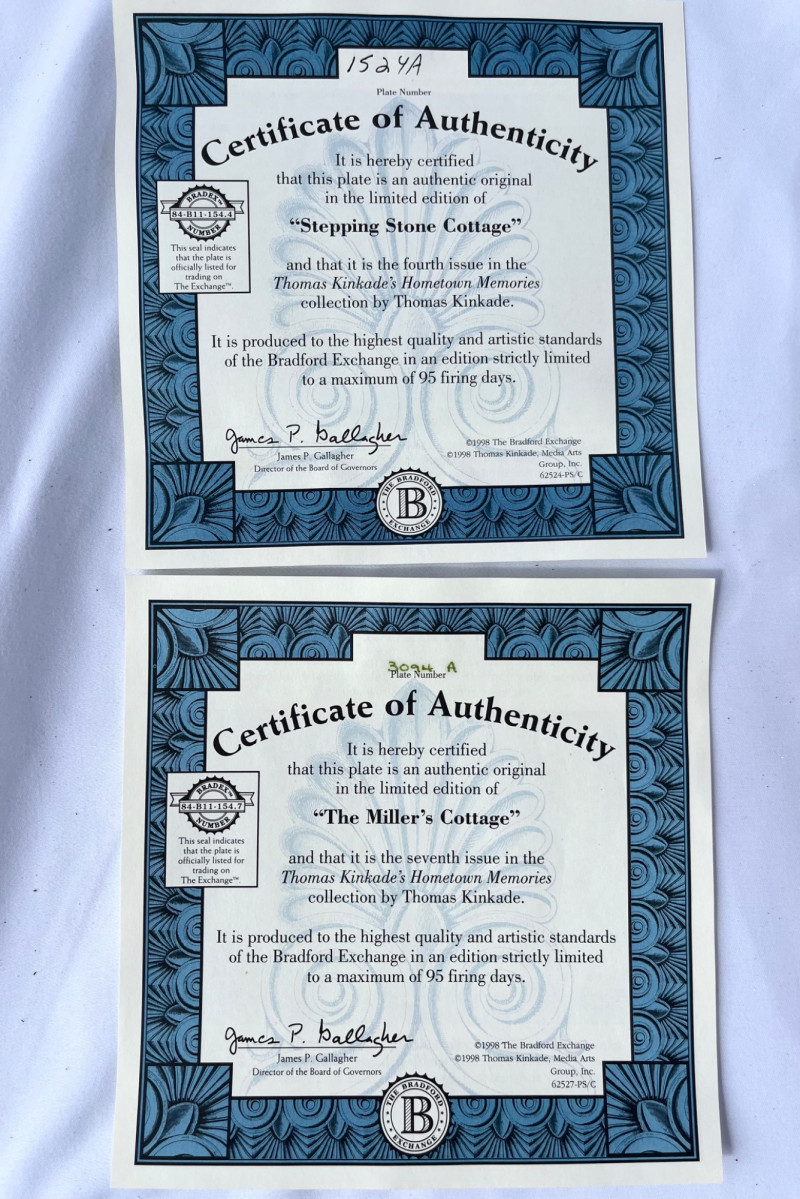 1524A
Plate Number
Certificate of Authenticity
It is hereby certified
that this plate is an authentic original
in the limited edition of
“Stepping Stone Cottage”
BRADEX™
84-B11-154.4
NUMBER
This seal indicates
that the plate is
officially listed for
trading on
The Exchange™.
and that it is the fourth issue in the
Thomas Kinkade's Hometown Memories
collection by Thomas Kinkade.
It is produced to the highest quality and artistic standards
of the Bradford Exchange in an edition strictly limited
to a maximum of 95 firing days.
James P. Gallagher
James P. Gallagher
Director of the Board of Governors
©1998 The Bradford Exchange
©1998 Thomas Kinkade, Media Arts
Group, Inc.
62524-PS/C
THE BRADFORD
B
EXCHANGE
3094 A
Plate Number
Certificate of Authenticity
It is hereby certified
that this plate is an authentic original
in the limited edition of
“The Miller's Cottage”
BRADEX™
84-B11-154.7
NUMBER
This seal indicates
that the plate is
officially listed for
trading on
The Exchange™.
and that it is the seventh issue in the
Thomas Kinkade's Hometown Memories
collection by Thomas Kinkade.
It is produced to the highest quality and artistic standards
of the Bradford Exchange in an edition strictly limited
to a maximum of 95 firing days.
James P. Gallagher
James P. Gallagher
Director of the Board of Governors
©1998 The Bradford Exchange
©1998 Thomas Kinkade, Media Arts
Group, Inc.
62527-PS/C
THE BRADFORD
B
EXCHANGE